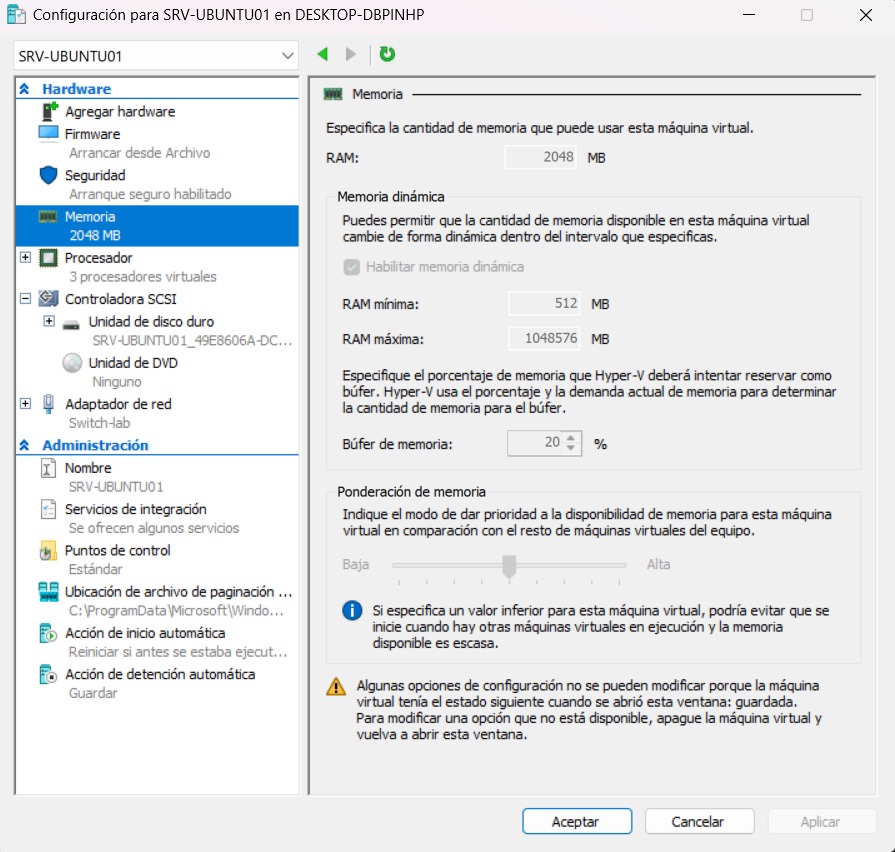 Configuración para SRV-UBUNTU01 en DESKTOP-DBPINHP
SRV-UBUNTU01
Hardware
Agregar hardware
Firmware
Arrancar desde Archivo
Seguridad
Arranque seguro habilitado
Memoria
2048 MB
Procesador
3 procesadores virtuales
Controladora SCSI
Unidad de disco duro
SRV-UBUNTU01_49E8606A-DC...
Unidad de DVD
Ninguno
Adaptador de red
Switch-lab
Administración
Nombre
SRV-UBUNTU01
Servicios de integración
Se ofrecen algunos servicios
Puntos de control
Estándar
Ubicación de archivo de paginación ...
C:\ProgramData\Microsoft\Windo...
Acción de inicio automática
Reiniciar si antes se estaba ejecut...
Acción de detención automática
Guardar
Memoria
Especifica la cantidad de memoria que puede usar esta máquina virtual.
RAM: 2048 MB
Memoria dinámica
Puedes permitir que la cantidad de memoria disponible en esta máquina virtual
cambie de forma dinámica dentro del intervalo que especificas.
Habilitar memoria dinámica
RAM mínima: 512 MB
RAM máxima: 1048576 MB
Especifique el porcentaje de memoria que Hyper-V deberá intentar reservar como
búfer. Hyper-V usa el porcentaje y la demanda actual de memoria para determinar
la cantidad de memoria para el búfer.
Búfer de memoria: 20 %
Ponderación de memoria
Indique el modo de dar prioridad a la disponibilidad de memoria para esta máquina
virtual en comparación con el resto de máquinas virtuales del equipo.
Baja Alta
Si especifica un valor inferior para esta máquina virtual, podría evitar que se
inicie cuando hay otras máquinas virtuales en ejecución y la memoria
disponible es escasa.
Algunas opciones de configuración no se pueden modificar porque la máquina
virtual tenía el estado siguiente cuando se abrió esta ventana: guardada.
Para modificar una opción que no está disponible, apague la máquina virtual y
vuelva a abrir esta ventana.
Aceptar Cancelar Aplicar